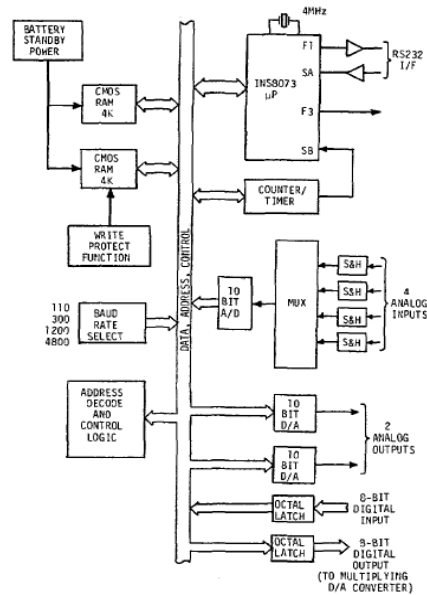 4MHz
BATTERY
STANDBY
POWER
CMOS
RAM
4K
CMOS
RAM
4K
WRITE
PROTECT
FUNCTION
INS8073
μP
F1
SA
F3
SB
RS232
I/F
COUNTER/
TIMER
DATA, ADDRESS, CONTROL
110
300
1200
4800
BAUD
RATE
SELECT
10
BIT
A/D
MUX
S&H
S&H
S&H
S&H
4
ANALOG
INPUTS
ADDRESS
DECODE
AND
CONTROL
LOGIC
10
BIT
D/A
10
BIT
D/A
2
ANALOG
OUTPUTS
OCTAL
LATCH
8-BIT
DIGITAL
INPUT
OCTAL
LATCH
8-BIT
DIGITAL
OUTPUT
(TO MULTIPLYING
D/A CONVERTER)